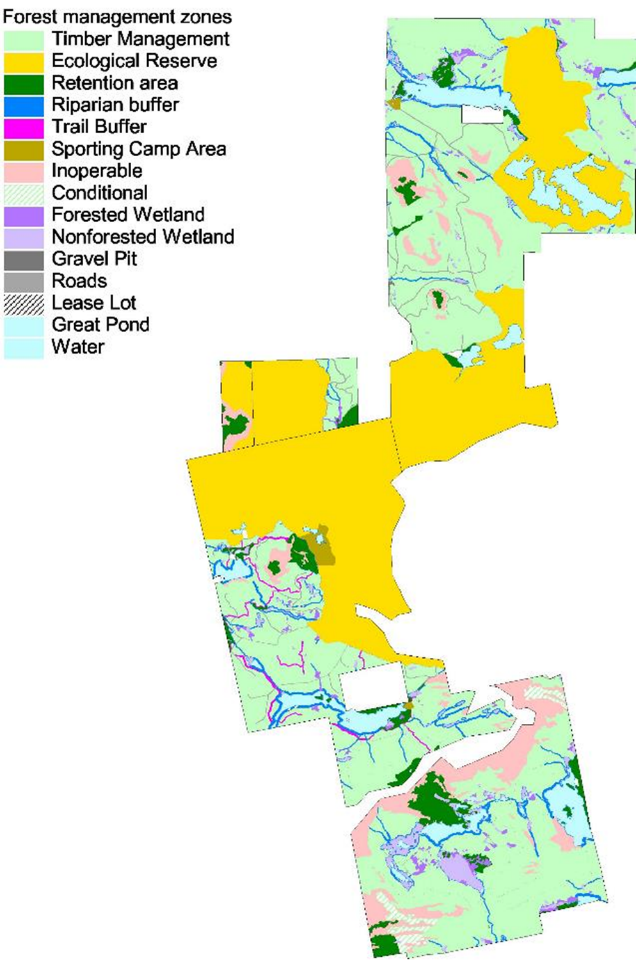 Forest management zones
Timber Management
Ecological Reserve
Retention area
Riparian buffer
Trail Buffer
Sporting Camp Area
Inoperable
Conditional
Forested Wetland
Nonforested Wetland
Gravel Pit
Roads
Lease Lot
Great Pond
Water